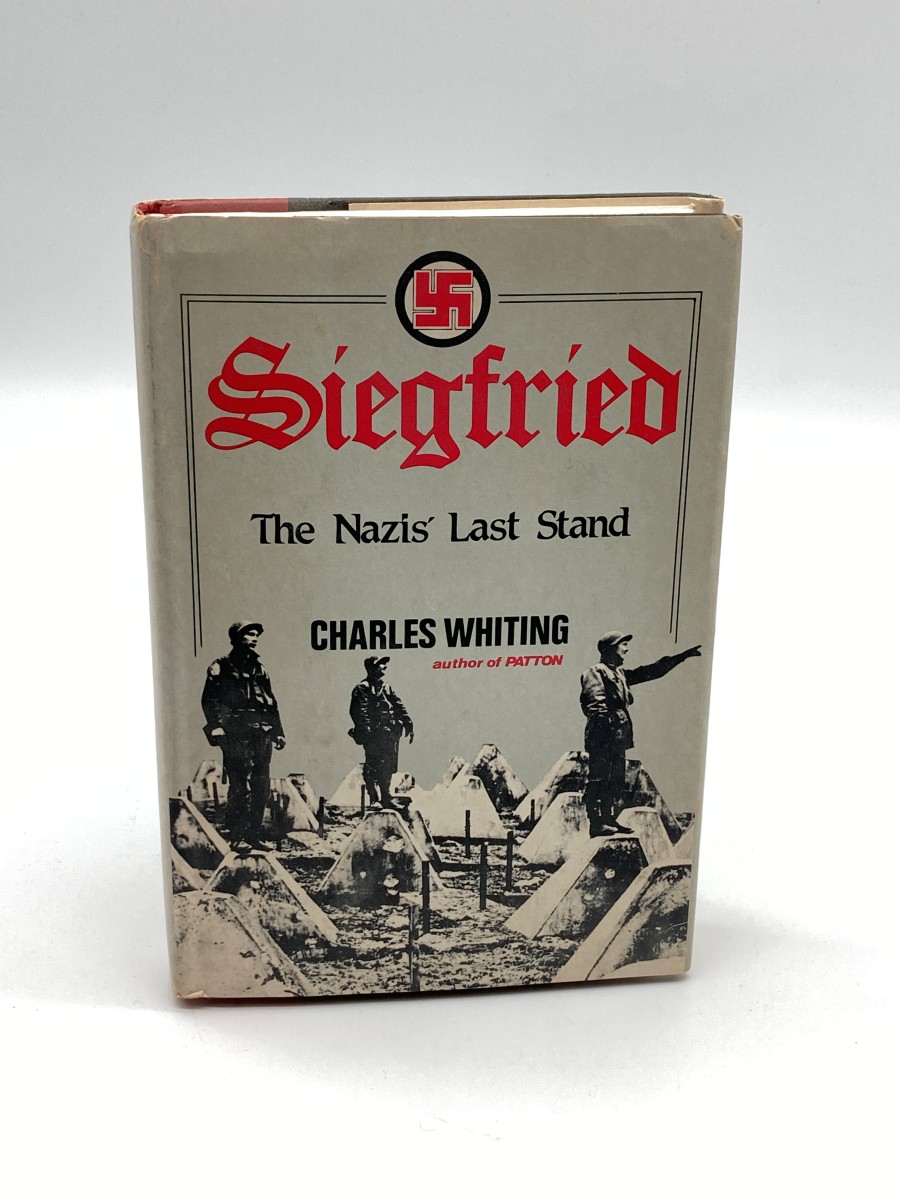 Siegfried
The Nazis' Last Stand
CHARLES WHITING
author of PATTON